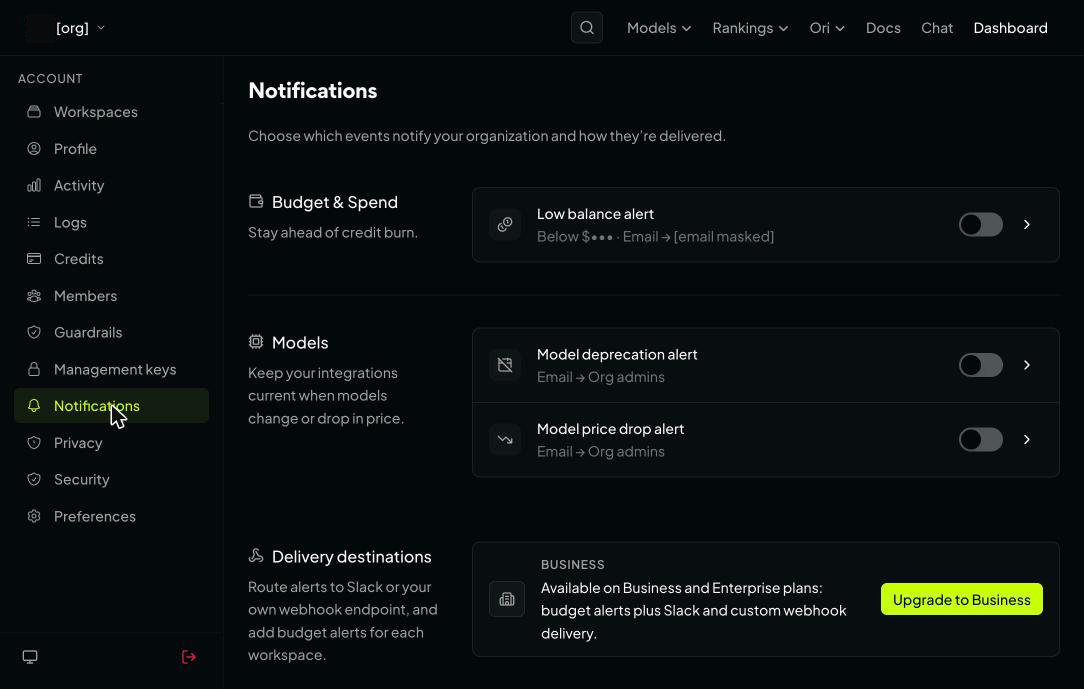 [org]
Models
Rankings
Ori
Docs
Chat
Dashboard
ACCOUNT
Workspaces
Profile
Activity
Logs
Credits
Members
Guardrails
Management keys
Notifications
Privacy
Security
Preferences
Notifications
Choose which events notify your organization and how they're delivered.
Budget & Spend
Stay ahead of credit burn.
Low balance alert
Below $••• · Email → [email masked]
Models
Keep your integrations
current when models
change or drop in price.
Model deprecation alert
Email → Org admins
Model price drop alert
Email → Org admins
Delivery destinations
Route alerts to Slack or your
own webhook endpoint, and
add budget alerts for each
workspace.
BUSINESS
Available on Business and Enterprise plans:
budget alerts plus Slack and custom webhook
delivery.
Upgrade to Business